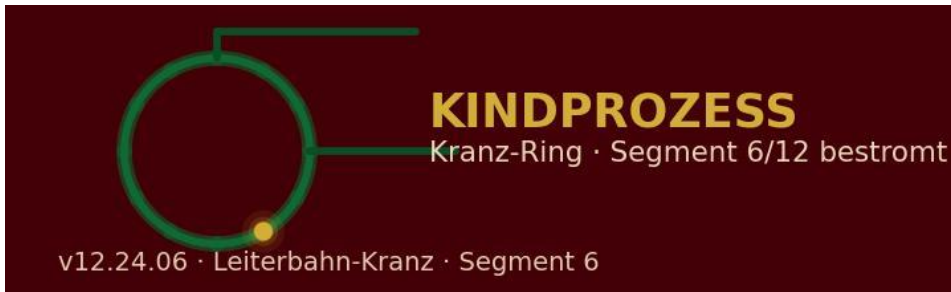 KINDPROZESS
Kranz-Ring · Segment 6/12 bestromt
v12.24.06 · Leiterbahn-Kranz · Segment 6